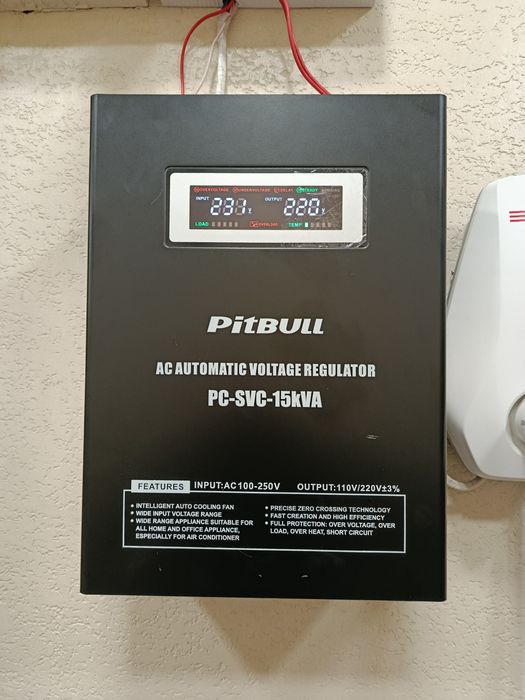 OVERVOLTAGE UNDERVOLTAGE DELAY STEADY
INPUT OUTPUT
231V 220V
LOAD OVERLOAD TEMP
PITBULL
AC AUTOMATIC VOLTAGE REGULATOR
PC-SVC-15kVA
FEATURES INPUT:AC100-250V OUTPUT:110V/220V±3%
• INTELLIGENT AUTO COOLING FAN
• WIDE INPUT VOLTAGE RANGE
• WIDE RANGE APPLIANCE SUITABLE FOR
ALL HOME AND OFFICE APPLIANCE,
ESPECIALLY FOR AIR CONDITIONER
• PRECISE ZERO CROSSING TECHNOLOGY
• FAST CREATION AND HIGH EFFICIENCY
• FULL PROTECTION: OVER VOLTAGE, OVER
LOAD, OVER HEAT, SHORT CIRCUIT